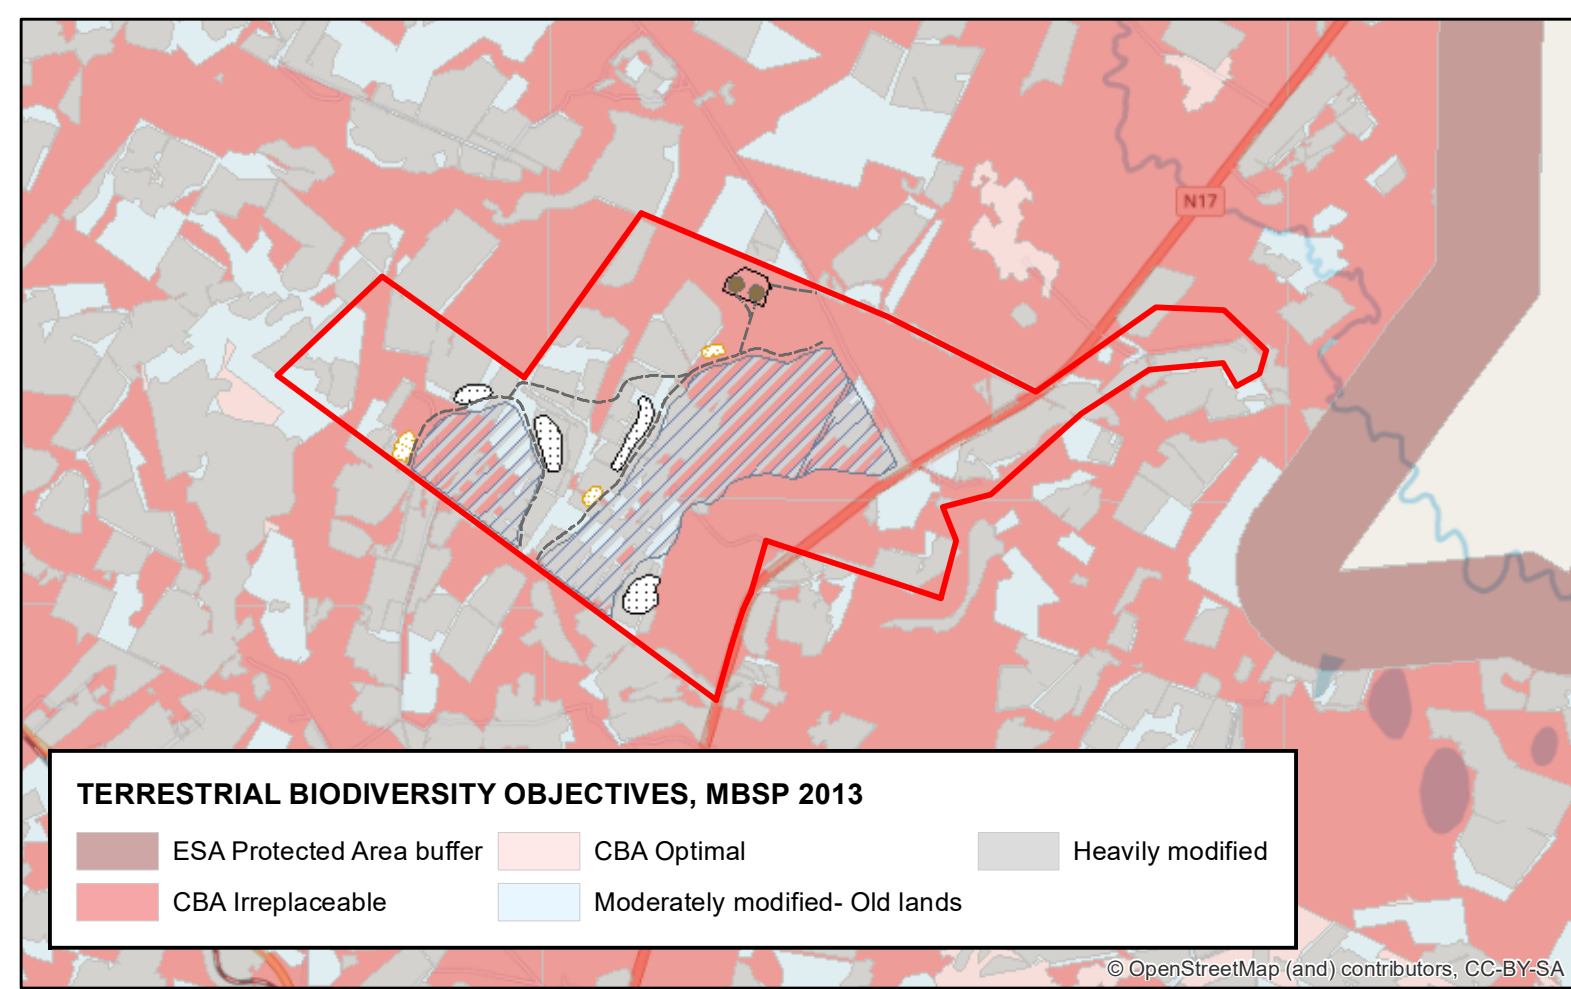 N17
TERRESTRIAL BIODIVERSITY OBJECTIVES, MBSP 2013
ESA Protected Area buffer
CBA Optimal
Heavily modified
CBA Irreplaceable
Moderately modified- Old lands
© OpenStreetMap (and) contributors, CC-BY-SA